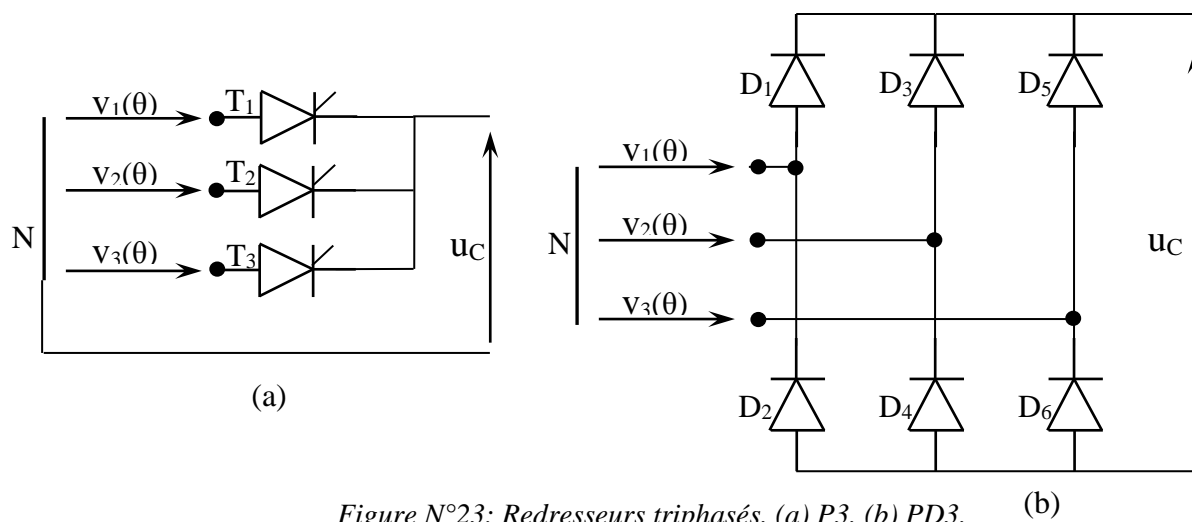 v₁(θ) T₁
v₂(θ) T₂
N
v₃(θ) T₃
u_C
(a)
D₁ D₃ D₅
v₁(θ)
v₂(θ)
N
u_C
v₃(θ)
D₂ D₄ D₆
(b)
Figure N°23: Redresseurs triphasés. (a) P3. (b) PD3.